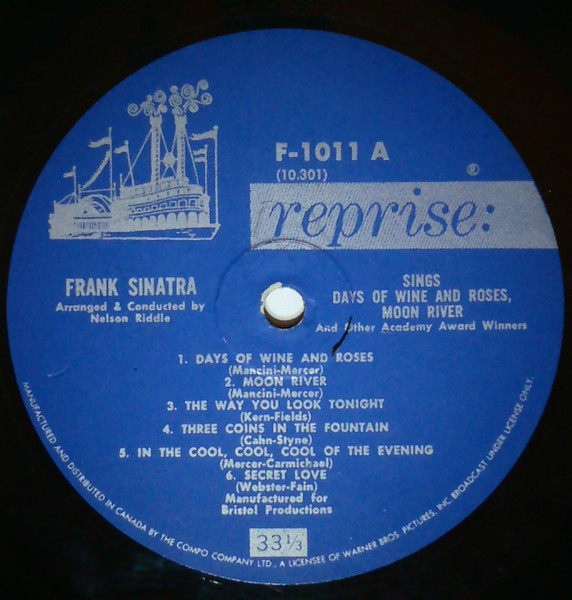 F-1011 A
(10.301)
®
reprise:
FRANK SINATRA
Arranged & Conducted by
Nelson Riddle
SINGS
DAYS OF WINE AND ROSES,
MOON RIVER
And Other Academy Award Winners
1. DAYS OF WINE AND ROSES
(Mancini-Mercer)
2. MOON RIVER
(Mancini-Mercer)
3. THE WAY YOU LOOK TONIGHT
(Kern-Fields)
4. THREE COINS IN THE FOUNTAIN
(Cahn-Styne)
5. IN THE COOL, COOL, COOL OF THE EVENING
(Mercer-Carmichael)
6. SECRET LOVE
(Webster-Fain)
Manufactured for
Bristol Productions
33⅓
MANUFACTURED AND DISTRIBUTED IN CANADA BY THE COMPO COMPANY LTD., A LICENSEE OF WARNER BROS. PICTURES, INC. BROADCAST UNDER LICENSE ONLY.